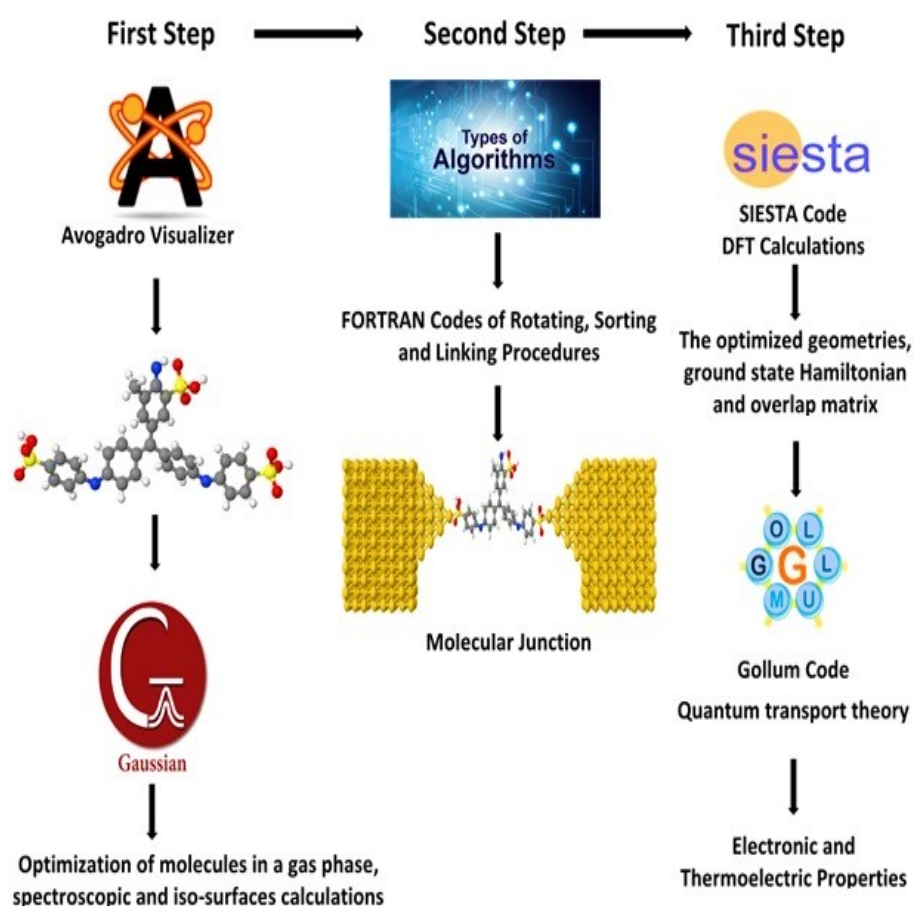 First Step
Second Step
Third Step
Avogadro Visualizer
Gaussian
Optimization of molecules in a gas phase,
spectroscopic and iso-surfaces calculations
Types of
Algorithms
FORTRAN Codes of Rotating, Sorting
and Linking Procedures
Molecular Junction
siesta
SIESTA Code
DFT Calculations
The optimized geometries,
ground state Hamiltonian
and overlap matrix
G O L L U M
G
Gollum Code
Quantum transport theory
Electronic and
Thermoelectric Properties